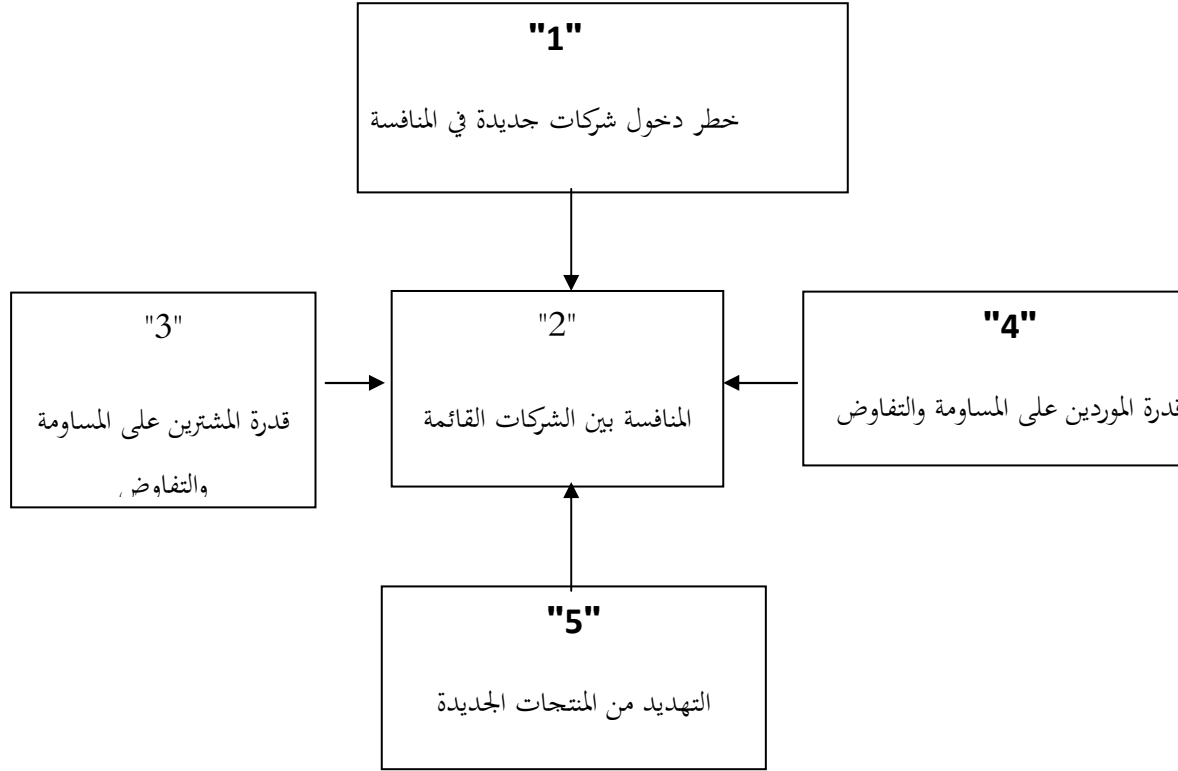 "1"
خطر دخول شركات جديدة في المنافسة
"3"
قدرة المشترين على المساومة
والتفاوض
"2"
المنافسة بين الشركات القائمة
"4"
قدرة الموردين على المساومة والتفاوض
"5"
التهديد من المنتجات الجديدة